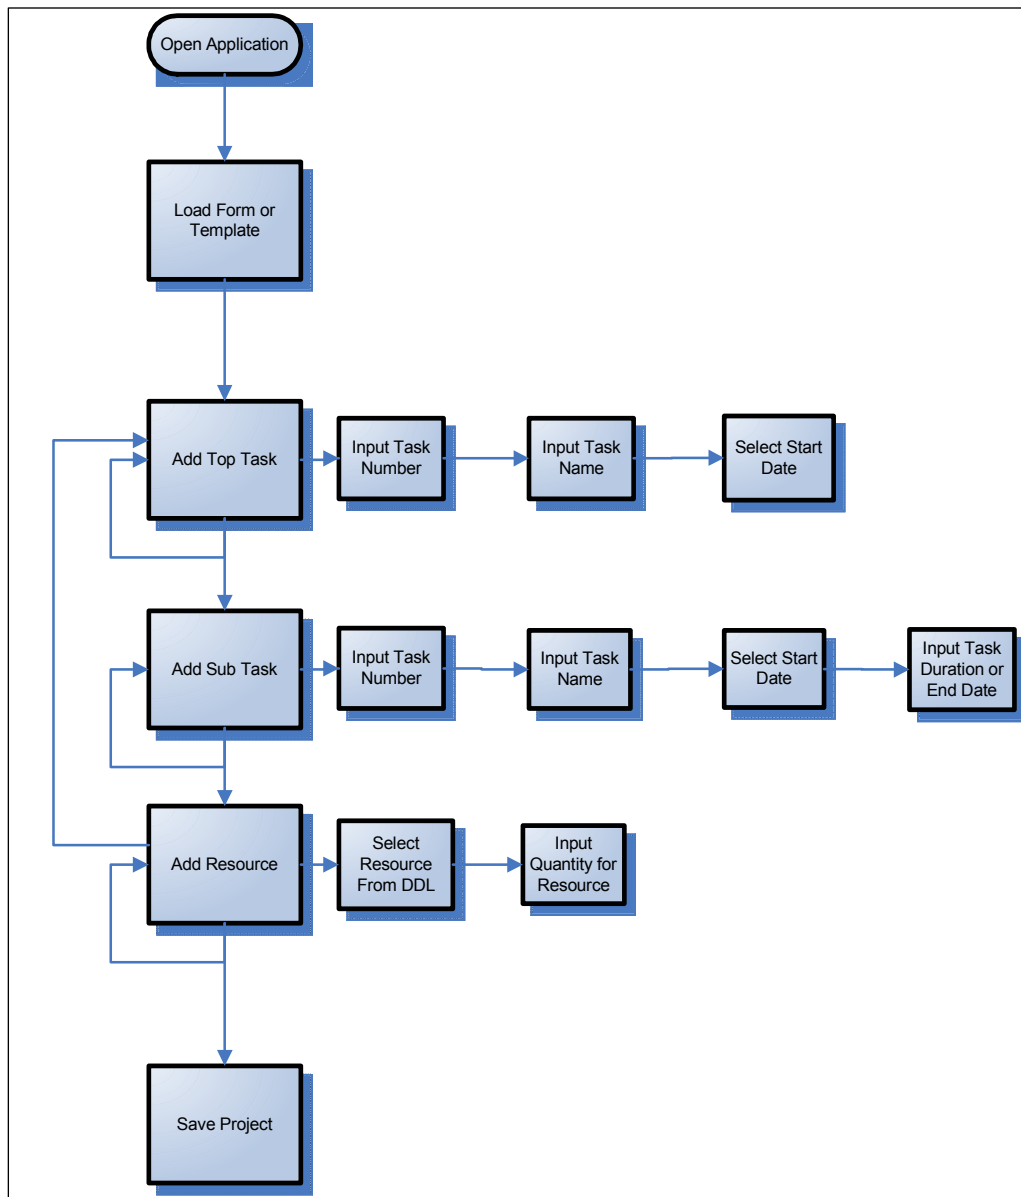 Open Application
Load Form or
Template
Add Top Task
Input Task
Number
Input Task
Name
Select Start
Date
Add Sub Task
Input Task
Number
Input Task
Name
Select Start
Date
Input Task
Duration or
End Date
Add Resource
Select
Resource
From DDL
Input
Quantity for
Resource
Save Project